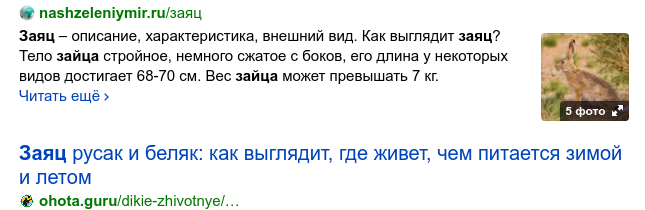 nashzeleniymir.ru/заяц
Заяц – описание, характеристика, внешний вид. Как выглядит заяц?
Тело зайца стройное, немного сжатое с боков, его длина у некоторых
видов достигает 68-70 см. Вес зайца может превышать 7 кг.
Читать ещё ›
5 фото
Заяц русак и беляк: как выглядит, где живет, чем питается зимой
и летом
ohota.guru/dikie-zhivotnye/…